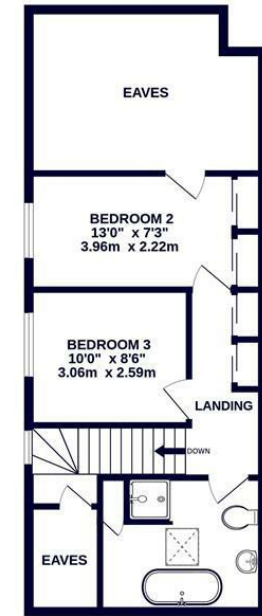 EAVES
BEDROOM 2
13'0" x 7'3"
3.96m x 2.22m
BEDROOM 3
10'0" x 8'6"
3.06m x 2.59m
LANDING
DOWN
EAVES